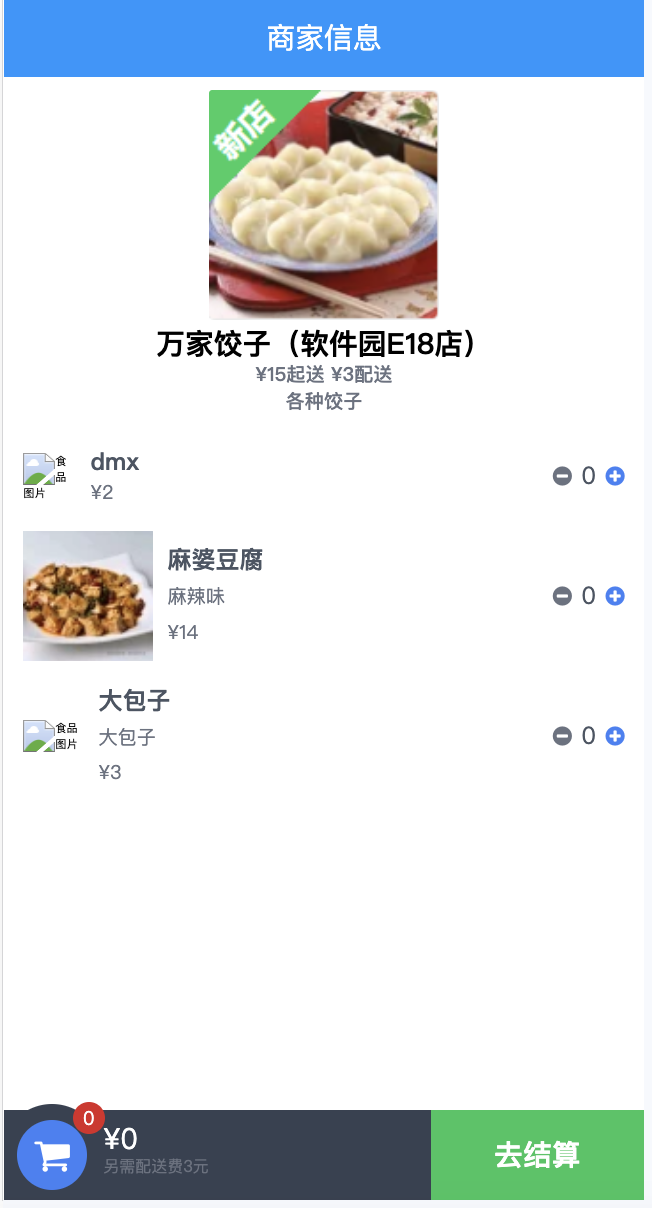 商家信息
新店
万家饺子（软件园E18店）
¥15起送 ¥3配送
各种饺子
食
品
图片
dmx
¥2
0
麻婆豆腐
麻辣味
¥14
0
食品
图片
大包子
大包子
¥3
0
0
¥0
另需配送费3元
去结算